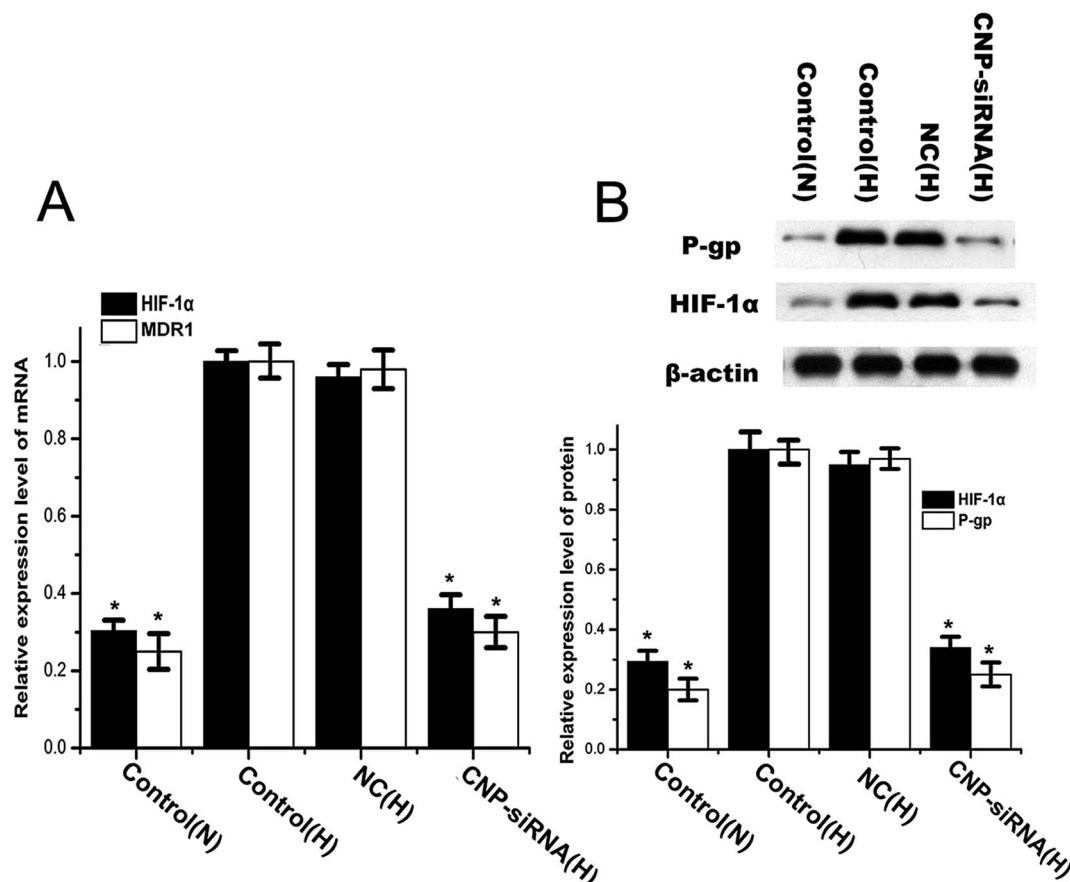 A
HIF-1α
MDR1
Relative expression level of mRNA
1.0
0.8
0.6
0.4
0.2
0.0
*
*
*
*
Control(N)
Control(H)
NC(H)
CNP-siRNA(H)
B
Control(N)
Control(H)
NC(H)
CNP-siRNA(H)
P-gp
HIF-1α
β-actin
Relative expression level of protein
1.0
0.8
0.6
0.4
0.2
0.0
HIF-1α
P-gp
*
*
*
*
Control(N)
Control(H)
NC(H)
CNP-siRNA(H)